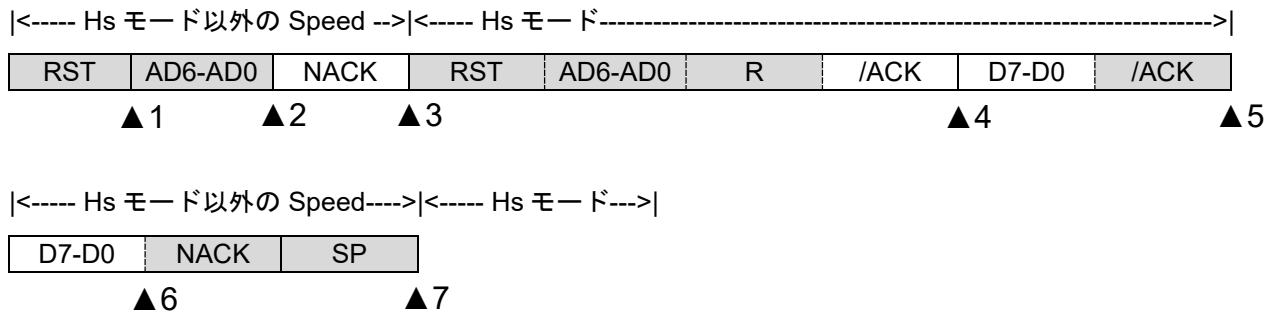 |<----- Hs モード以外の Speed -->|<----- Hs モード----------------------------------------------------------------------->|
RST AD6-AD0 NACK RST AD6-AD0 R /ACK D7-D0 /ACK
▲1 ▲2 ▲3 ▲4 ▲5
|<----- Hs モード以外の Speed---->|<----- Hs モード--->|
D7-D0 NACK SP
▲6 ▲7